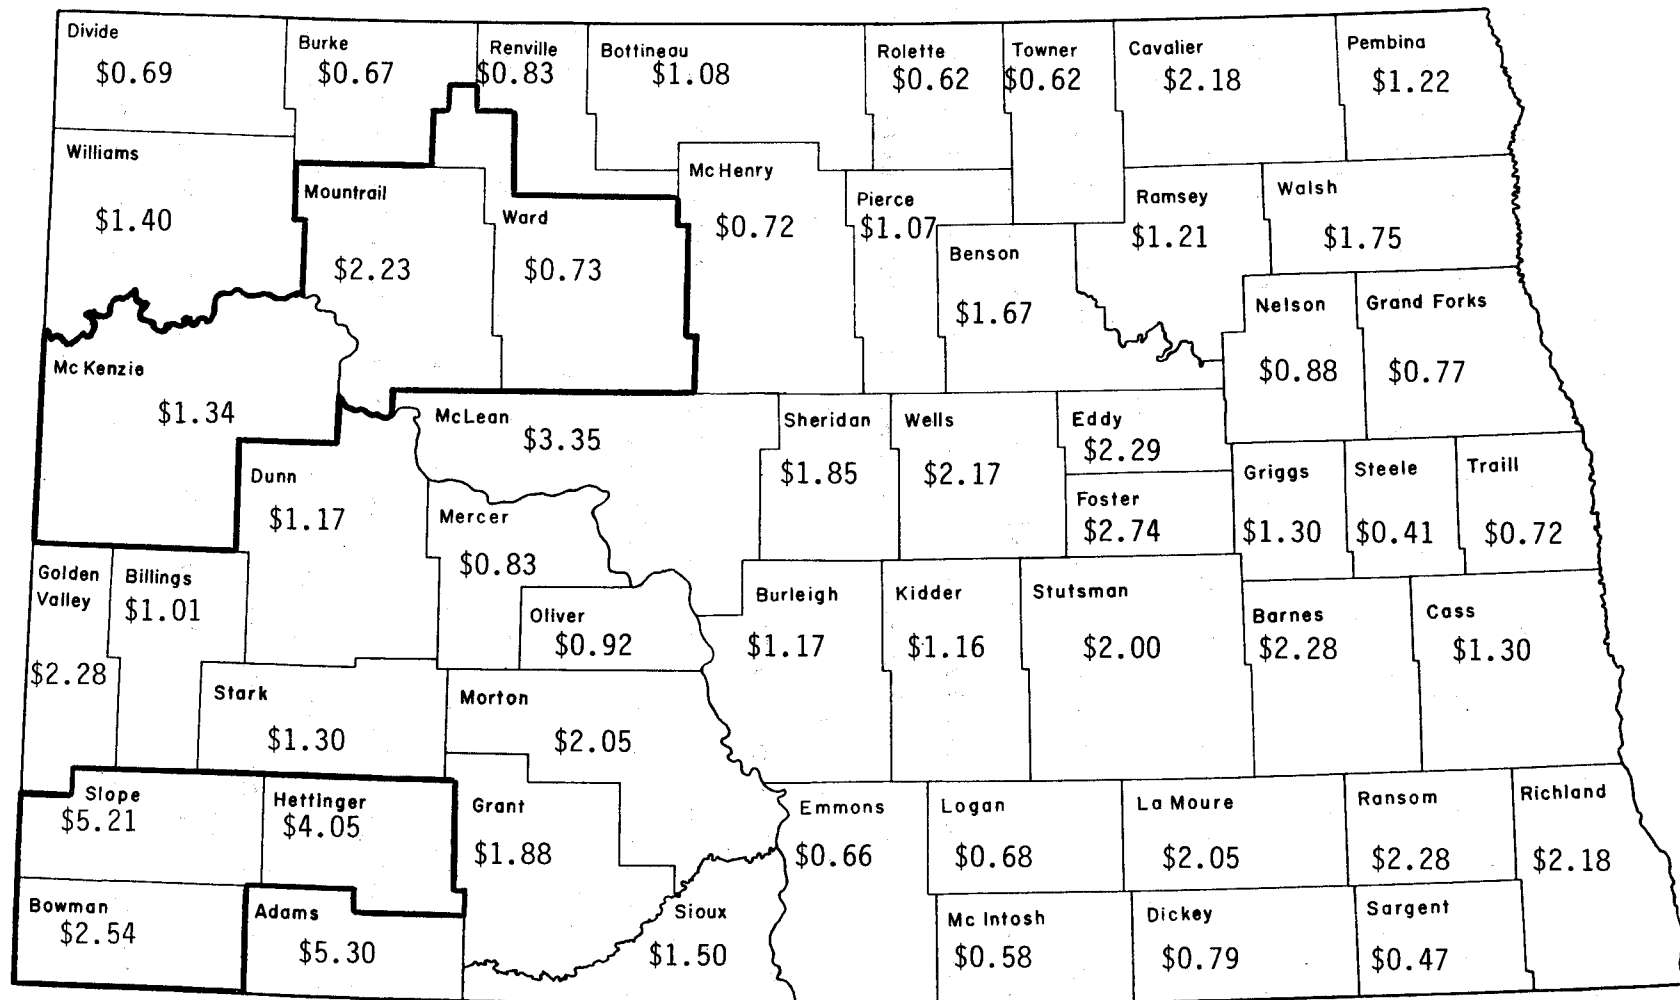 Divide
$0.69
Burke
$0.67
Renville
$0.83
Bottineau
$1.08
Rolette
$0.62
Towner
$0.62
Cavalier
$2.18
Pembina
$1.22
Williams
$1.40
Mountrail
$2.23
Ward
$0.73
McHenry
$0.72
Pierce
$1.07
Benson
$1.67
Ramsey
$1.21
Walsh
$1.75
Nelson
$0.88
Grand Forks
$0.77
McKenzie
$1.34
Dunn
$1.17
McLean
$3.35
Mercer
$0.83
Oliver
$0.92
Sheridan
$1.85
Wells
$2.17
Eddy
$2.29
Foster
$2.74
Griggs
$1.30
Steele
$0.41
Traill
$0.72
Golden
Valley
$2.28
Billings
$1.01
Stark
$1.30
Morton
$2.05
Burleigh
$1.17
Kidder
$1.16
Stutsman
$2.00
Barnes
$2.28
Cass
$1.30
Slope
$5.21
Hettinger
$4.05
Grant
$1.88
Emmons
$0.66
Logan
$0.68
La Moure
$2.05
Ransom
$2.28
Richland
$2.18
Bowman
$2.54
Adams
$5.30
Sioux
$1.50
Mc Intosh
$0.58
Dickey
$0.79
Sargent
$0.47